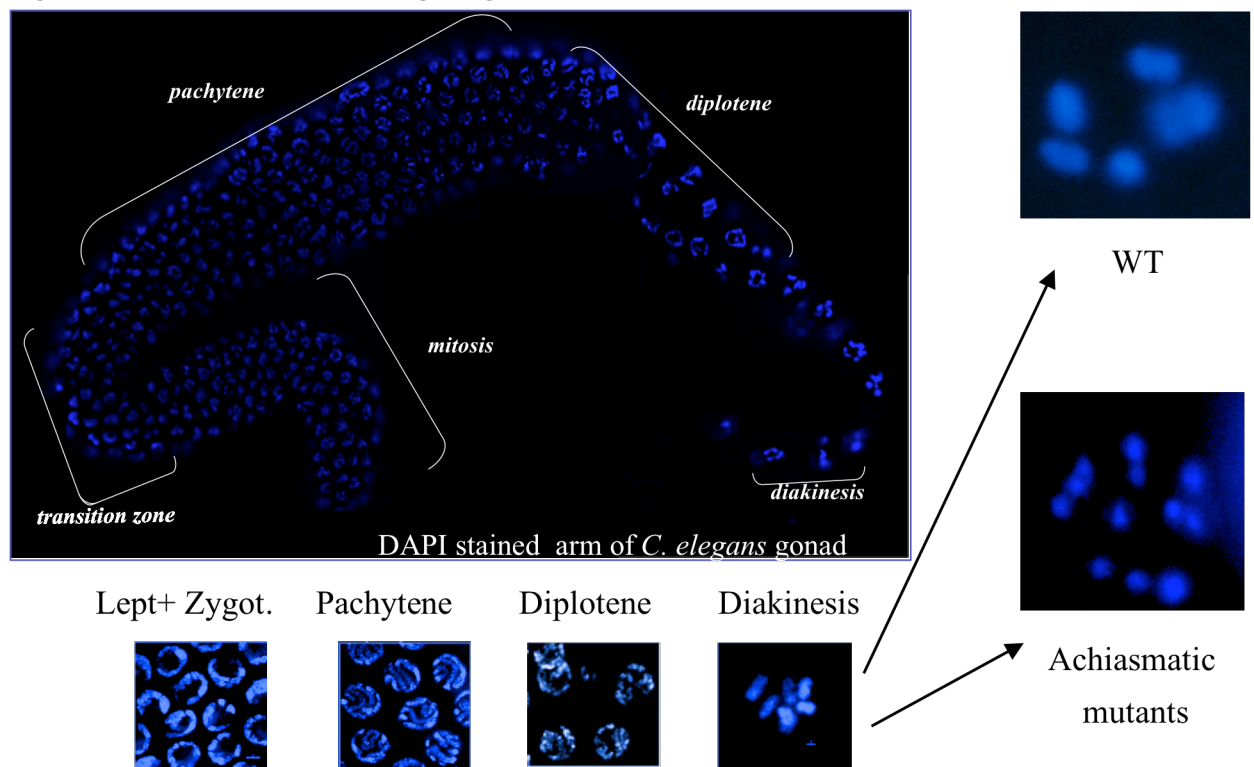 pachytene
diplotene
mitosis
transition zone
diakinesis
DAPI stained arm of C. elegans gonad
WT
Lept+ Zygot.
Pachytene
Diplotene
Diakinesis
Achiasmatic
mutants